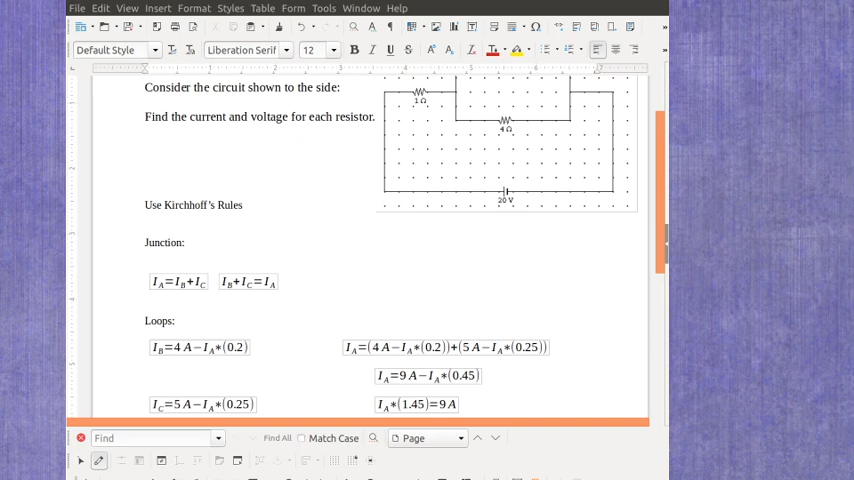 File Edit View Insert Format Styles Table Form Tools Window Help
Default Style Liberation Serif 12
Consider the circuit shown to the side:
1 Ω
Find the current and voltage for each resistor.
4 Ω
20 V
Use Kirchhoff's Rules
Junction:
I_A=I_B+I_C I_B+I_C=I_A
Loops:
I_B=4 A−I_A∗(0.2) I_A=(4 A−I_A∗(0.2))+(5 A−I_A∗(0.25))
I_A=9 A−I_A∗(0.45)
I_C=5 A−I_A∗(0.25) I_A∗(1.45)=9 A
Find Find All Match Case Page